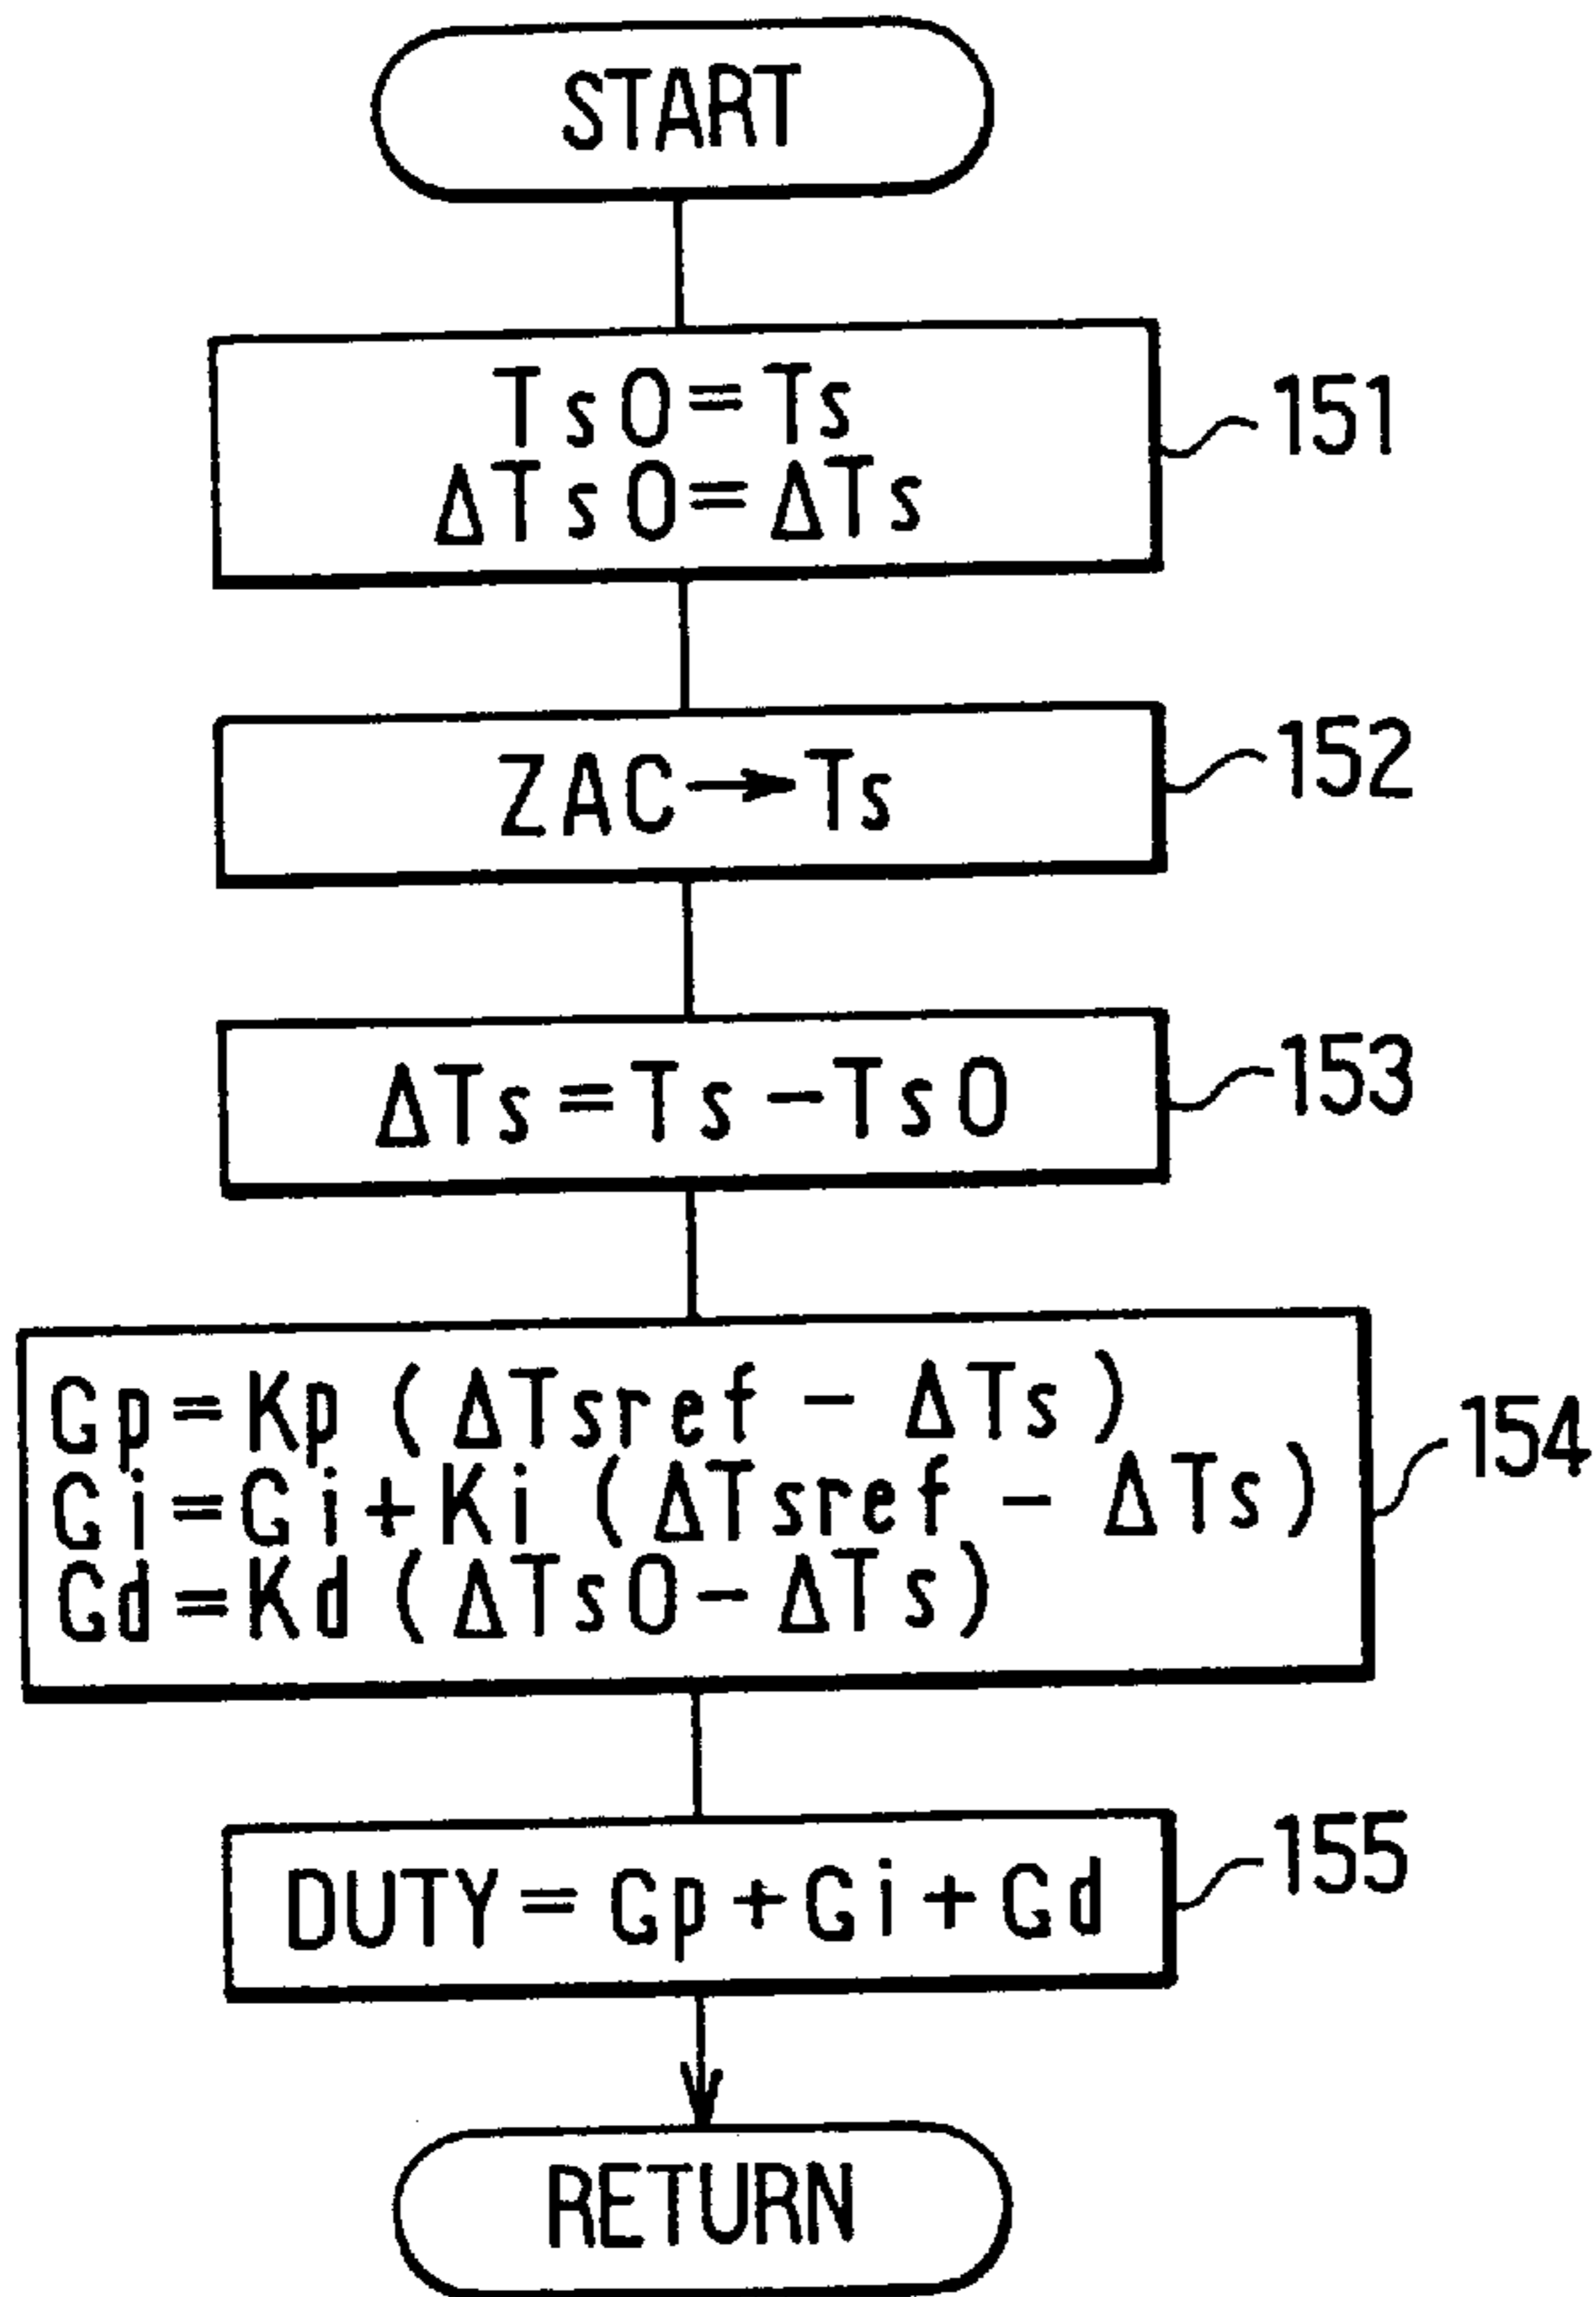 START
TsO=Ts
ΔTsO=ΔTs
151
ZAC→Ts
152
ΔTs=Ts-TsO
153
Gp=Kp(ΔTsref-ΔTs)
Gi=Gi+Ki(ΔTsref-ΔTs)
Gd=Kd(ΔTsO-ΔTs)
154
DUTY=Gp+Gi+Gd
155
RETURN